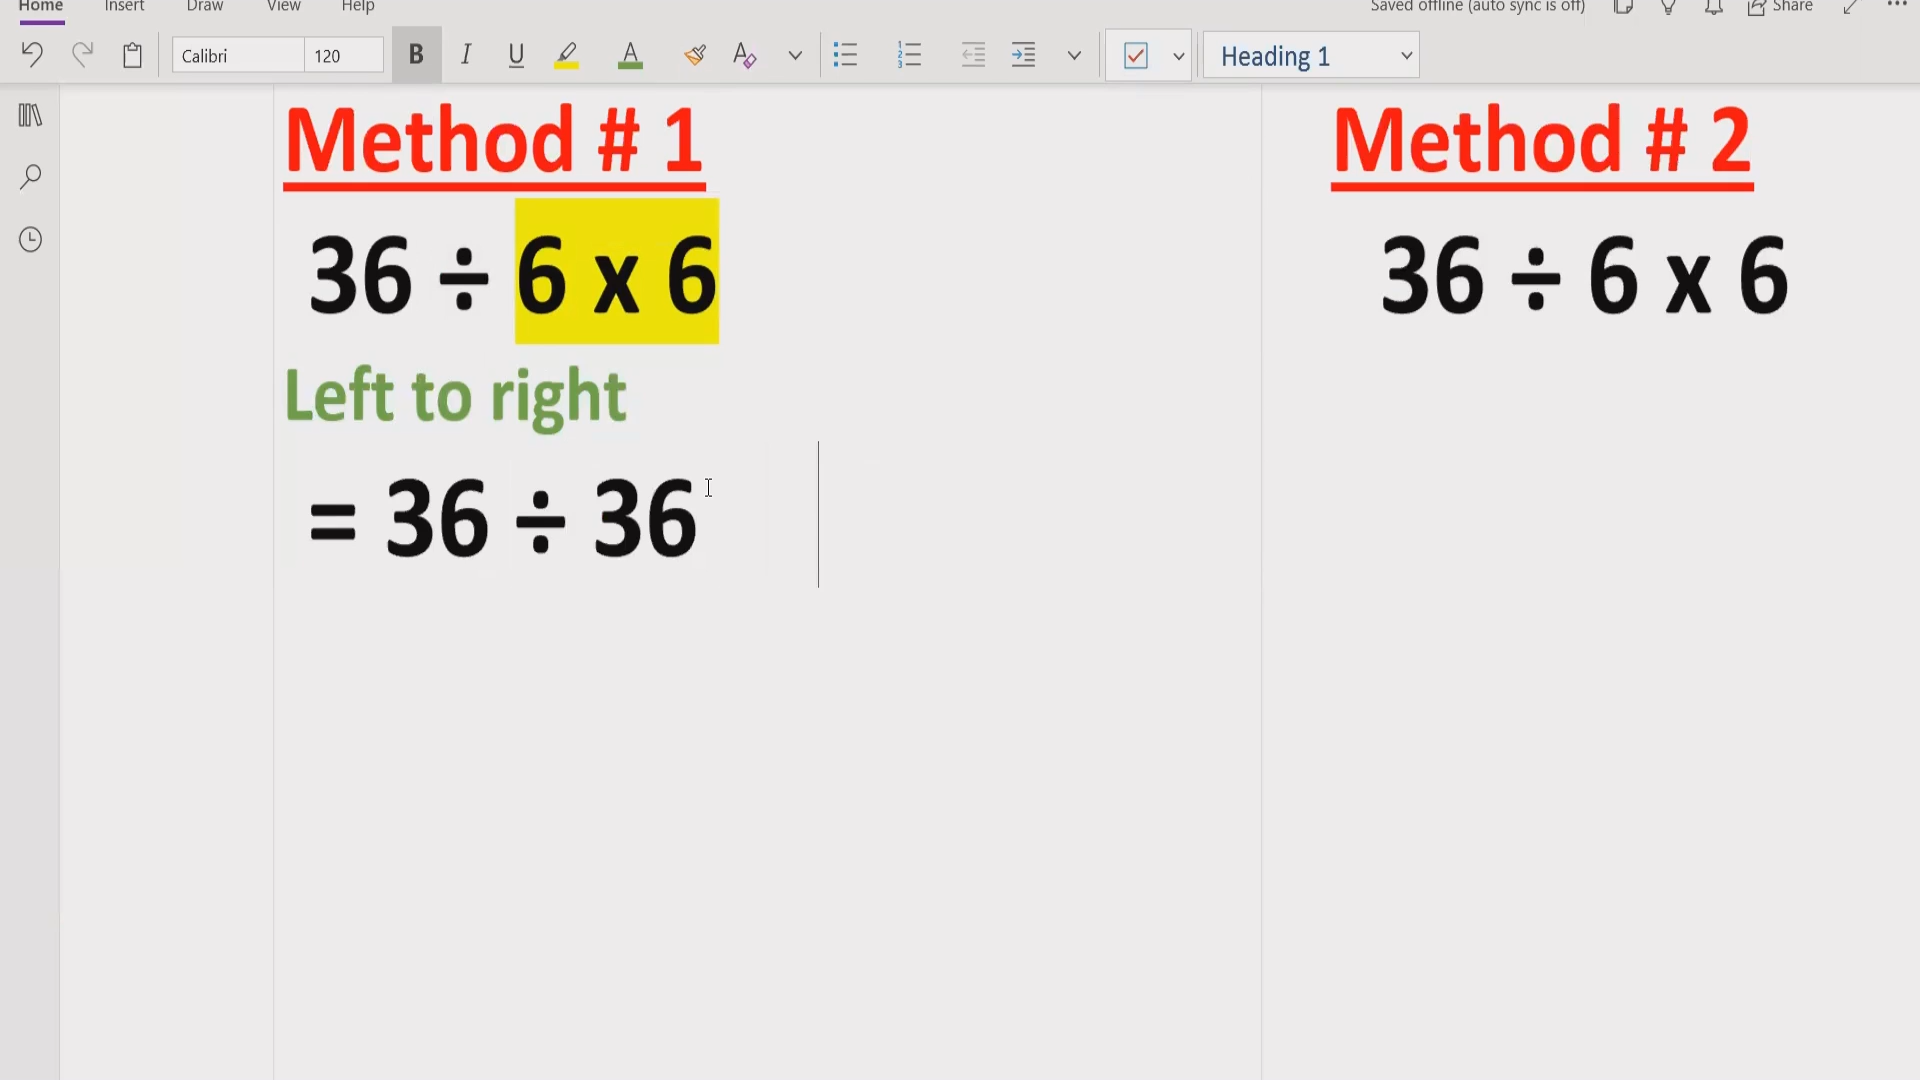 Home Insert Draw View Help Saved offline (auto sync is off) Share
Calibri 120 B I U A A Heading 1
Method # 1
36 ÷ 6 x 6
Left to right
= 36 ÷ 36
Method # 2
36 ÷ 6 x 6